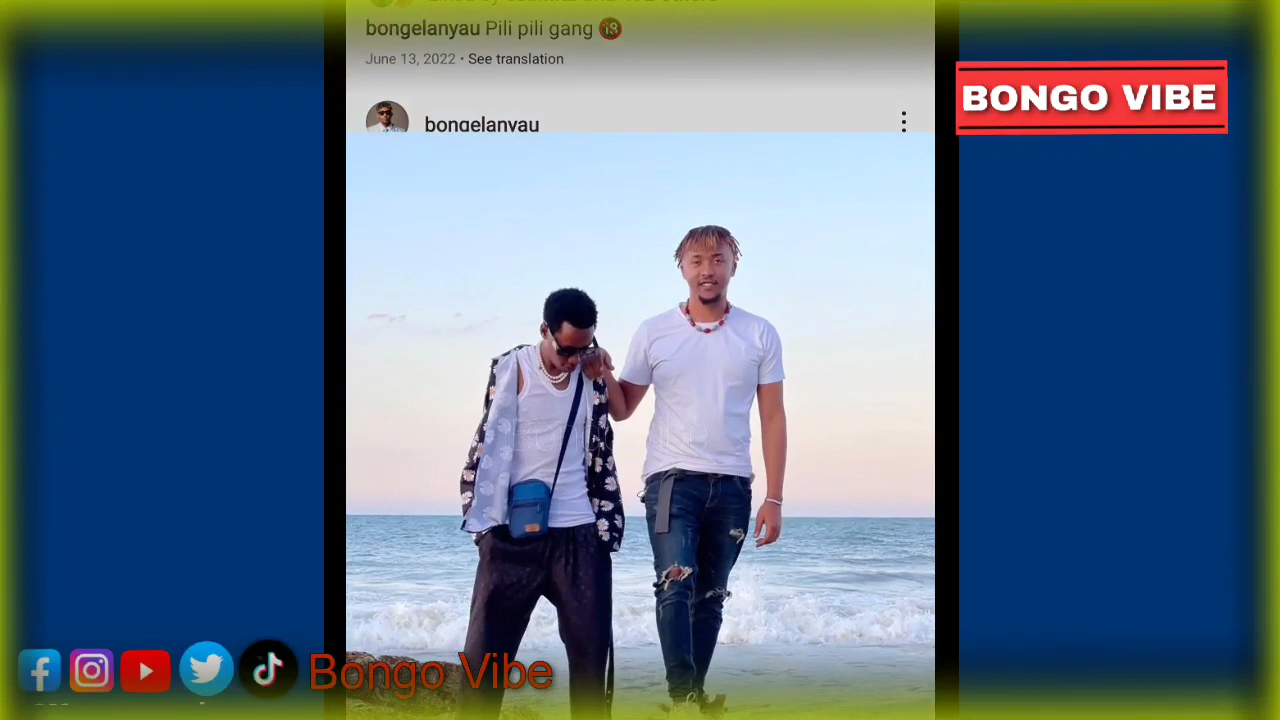 bongelanyau Pili pili gang 🔞
June 13, 2022 • See translation
bongelanyau
BONGO VIBE
Bongo Vibe